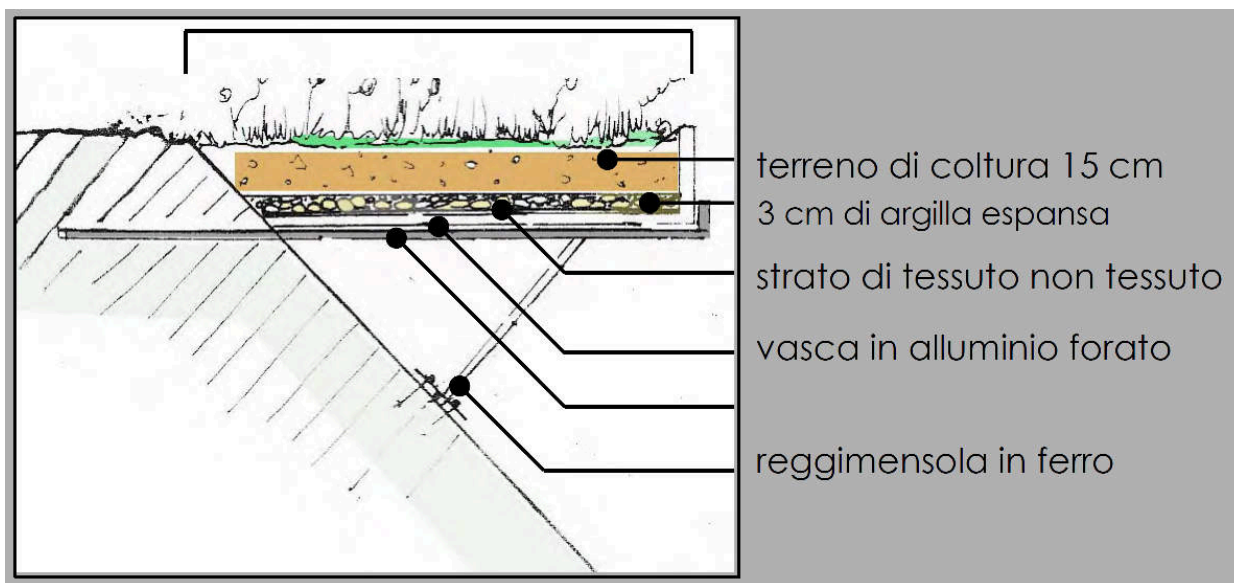 terreno di coltura 15 cm
3 cm di argilla espansa
strato di tessuto non tessuto
vasca in alluminio forato
reggimensola in ferro